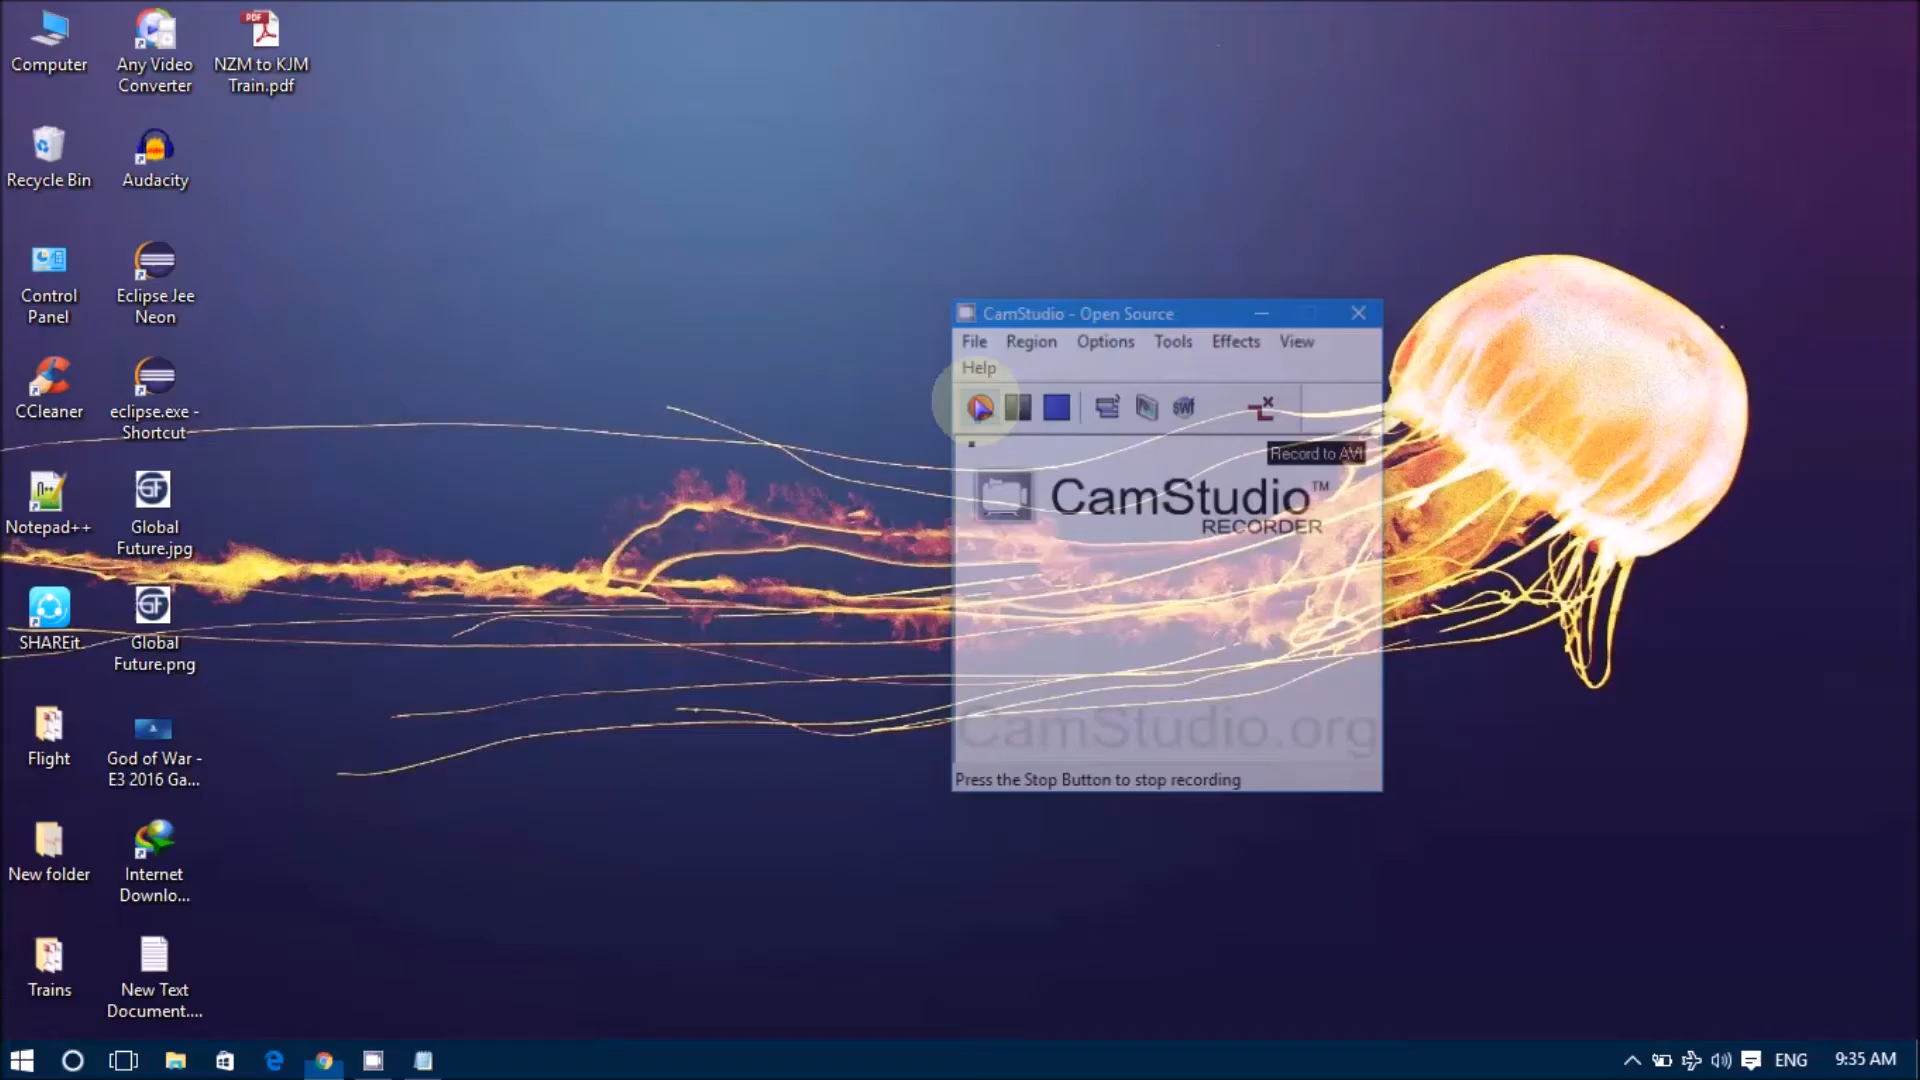 Computer
Any Video
Converter
PDF
NZM to KJM
Train.pdf
Recycle Bin
Audacity
Control
Panel
Eclipse Jee
Neon
CCleaner
eclipse.exe -
Shortcut
Notepad++
Global
Future.jpg
SHAREit
Global
Future.png
Flight
God of War -
E3 2016 Ga...
New folder
Internet
Downlo...
Trains
New Text
Document....
CamStudio - Open Source
File Region Options Tools Effects View
Help
swf
Record to AVI
CamStudio™
RECORDER
CamStudio.org
Press the Stop Button to stop recording
ENG
9:35 AM